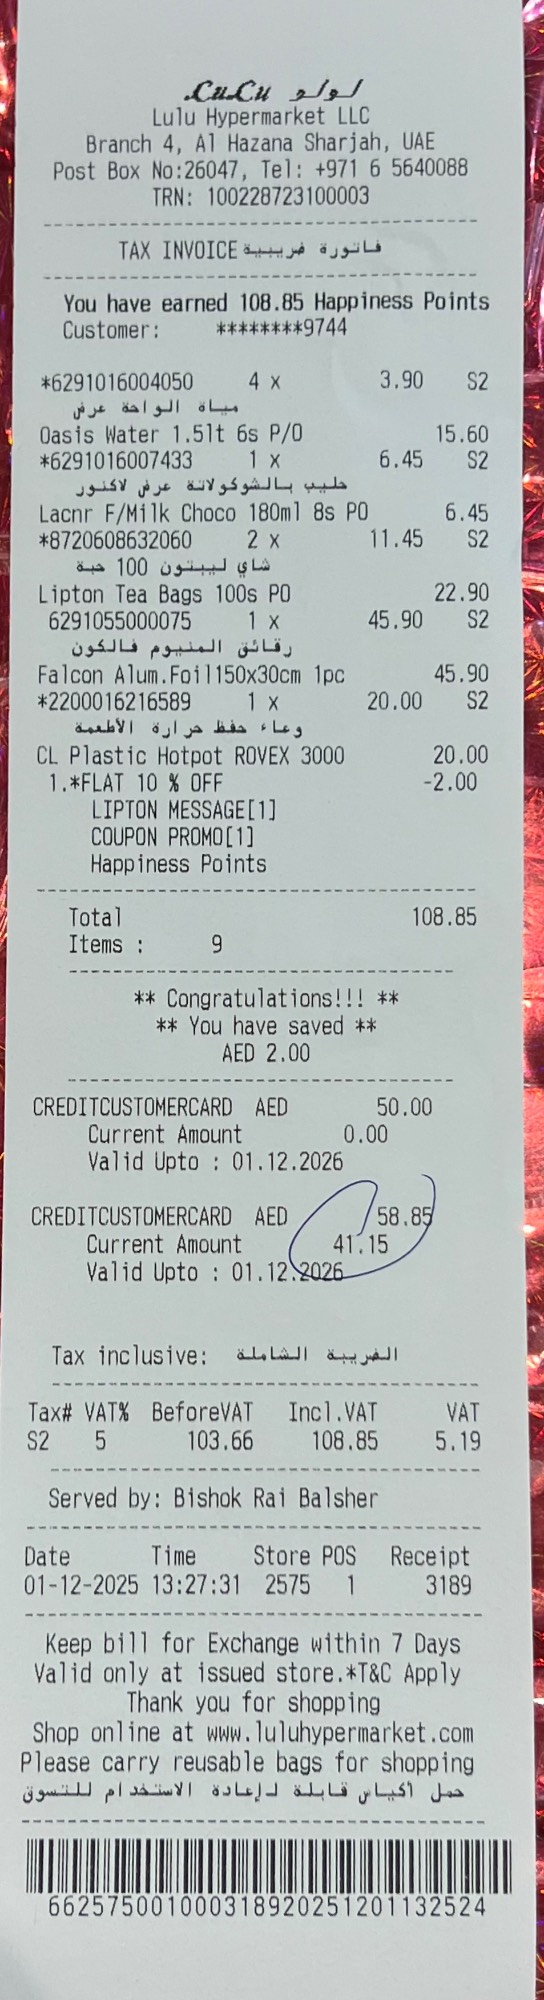 LuLu لولو
Lulu Hypermarket LLC
Branch 4, Al Hazana Sharjah, UAE
Post Box No:26047, Tel: +971 6 5640088
TRN: 100228723100003
TAX INVOICE فاتورة ضريبية
You have earned 108.85 Happiness Points
Customer: ********9744
*6291016004050 4 x 3.90 S2
مياة الواحة عرض
Oasis Water 1.5lt 6s P/O 15.60
*6291016007433 1 x 6.45 S2
حليب بالشوكولاتة عرض لاكنور
Lacnr F/Milk Choco 180ml 8s PO 6.45
*8720608632060 2 x 11.45 S2
شاي ليبتون 100 حبة
Lipton Tea Bags 100s PO 22.90
6291055000075 1 x 45.90 S2
رقائق المنيوم فالكون
Falcon Alum.Foil150x30cm 1pc 45.90
*2200016216589 1 x 20.00 S2
وعاء حفظ حرارة الأطعمة
CL Plastic Hotpot ROVEX 3000 20.00
1.*FLAT 10 % OFF -2.00
LIPTON MESSAGE[1]
COUPON PROMO[1]
Happiness Points
Total 108.85
Items : 9
** Congratulations!!! **
** You have saved **
AED 2.00
CREDITCUSTOMERCARD AED 50.00
Current Amount 0.00
Valid Upto : 01.12.2026
CREDITCUSTOMERCARD AED 58.85
Current Amount 41.15
Valid Upto : 01.12.2026
Tax inclusive: الضريبة الشاملة
Tax# VAT% BeforeVAT Incl.VAT VAT
S2 5 103.66 108.85 5.19
Served by: Bishok Rai Balsher
Date Time Store POS Receipt
01-12-2025 13:27:31 2575 1 3189
Keep bill for Exchange within 7 Days
Valid only at issued store.*T&C Apply
Thank you for shopping
Shop online at www.luluhypermarket.com
Please carry reusable bags for shopping
حمل أكياس قابلة لإعادة الاستخدام للتسوق
662575001000318920251201132524